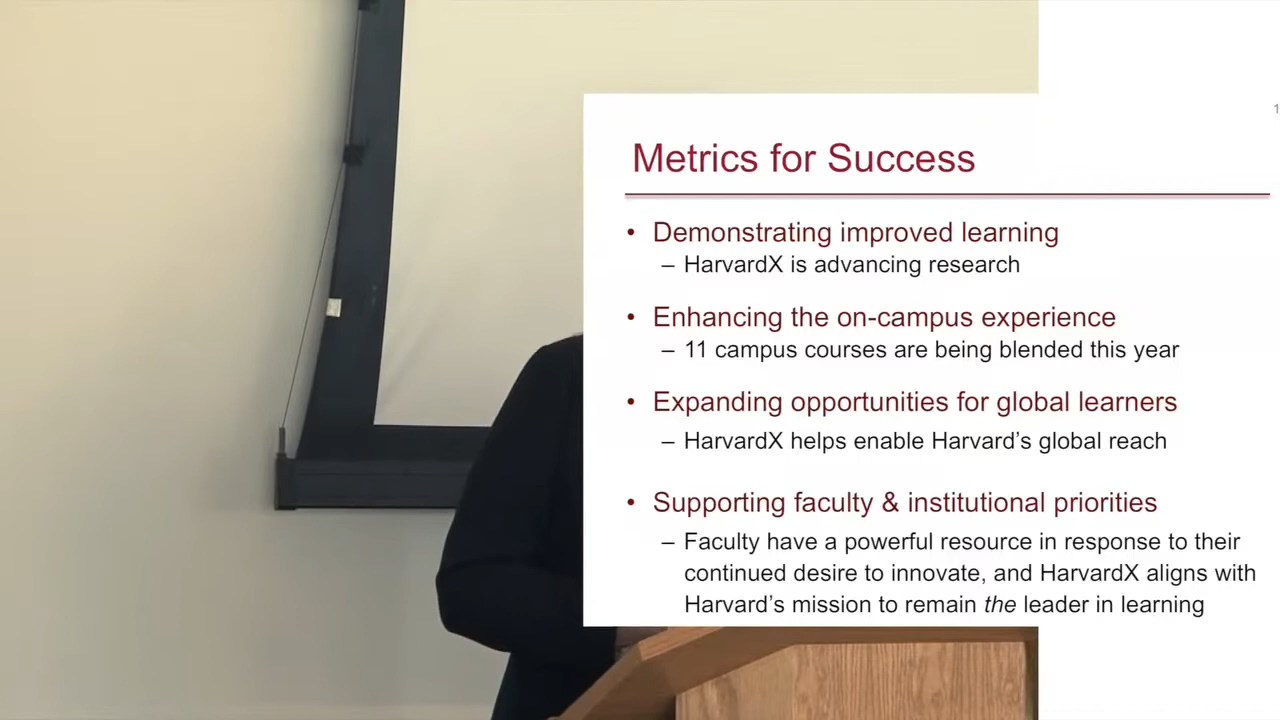 1
Metrics for Success
• Demonstrating improved learning
– HarvardX is advancing research
• Enhancing the on-campus experience
– 11 campus courses are being blended this year
• Expanding opportunities for global learners
– HarvardX helps enable Harvard's global reach
• Supporting faculty & institutional priorities
– Faculty have a powerful resource in response to their
continued desire to innovate, and HarvardX aligns with
Harvard's mission to remain the leader in learning